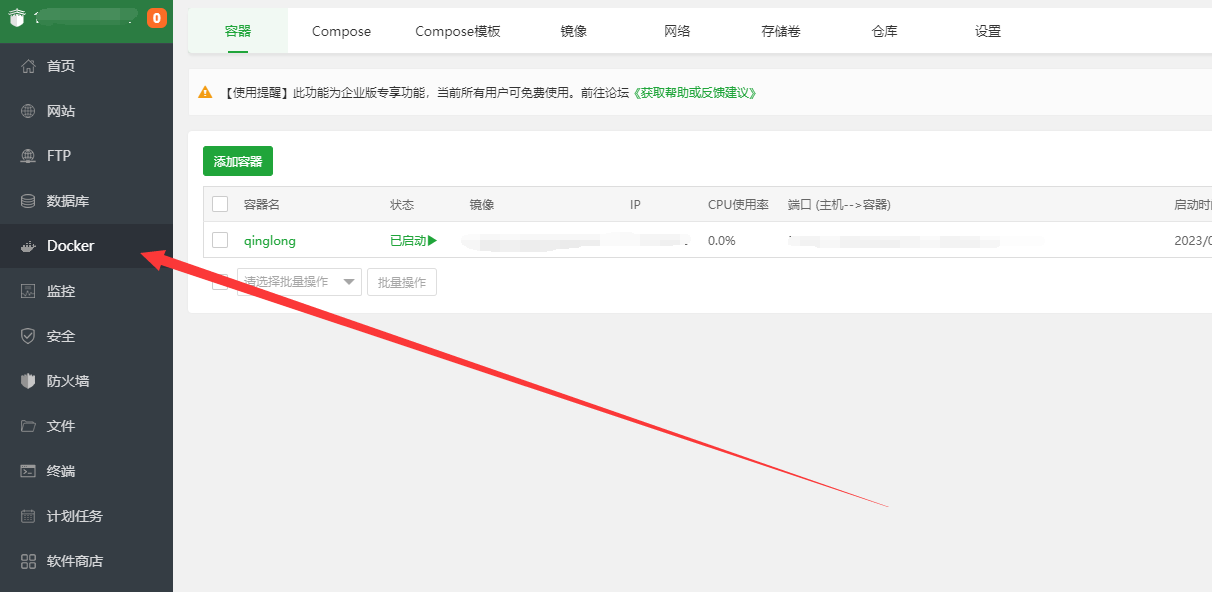 0
首页
网站
FTP
数据库
Docker
监控
安全
防火墙
文件
终端
计划任务
软件商店
容器 Compose Compose模板 镜像 网络 存储卷 仓库 设置
【使用提醒】此功能为企业版专享功能，当前所有用户可免费使用。前往论坛《获取帮助或反馈建议》
添加容器
容器名 状态 镜像 IP CPU使用率 端口 (主机-->容器) 启动时
qinglong 已启动 0.0% 2023/0
请选择批量操作 批量操作